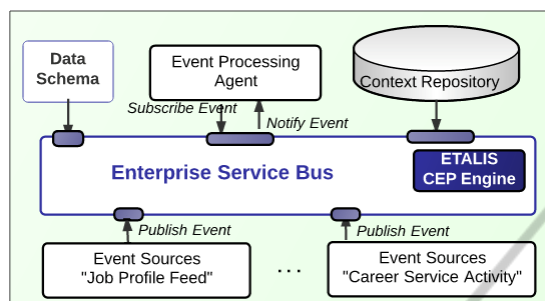 Data
Schema
Event Processing
Agent
Context Repository
Subscribe Event
Notify Event
Enterprise Service Bus
ETALIS
CEP Engine
Publish Event
Publish Event
Event Sources
"Job Profile Feed"
...
Event Sources
"Career Service Activity"